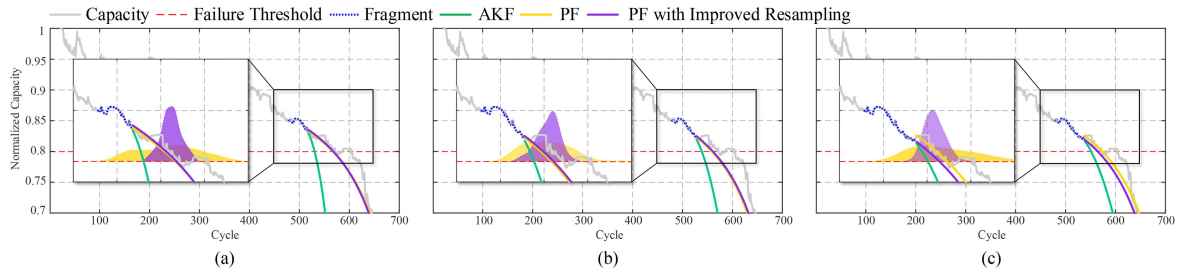 Capacity Failure Threshold Fragment AKF PF PF with Improved Resampling
1
0.95
0.9
0.85
0.8
0.75
0.7
Normalized Capacity
100 200 300 400 500 600 700
Cycle
(a)
100 200 300 400 500 600 700
Cycle
(b)
100 200 300 400 500 600 700
Cycle
(c)